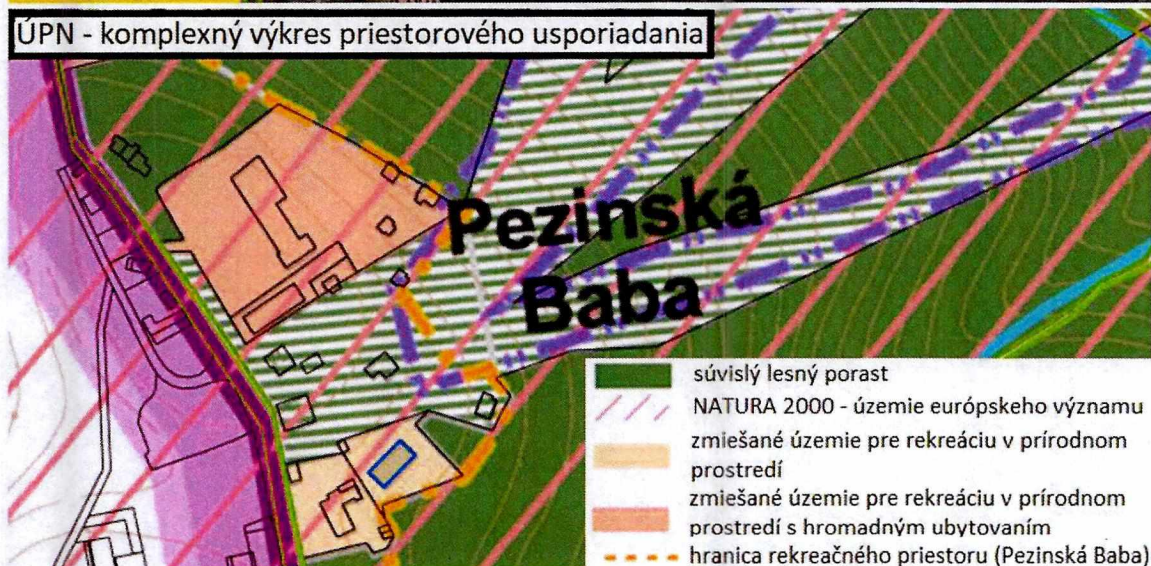 ÚPN - komplexný výkres priestorového usporiadania
Pezinská
Baba
súvislý lesný porast
NATURA 2000 - územie európskeho významu
zmiešané územie pre rekreáciu v prírodnom
prostredí
zmiešané územie pre rekreáciu v prírodnom
prostredí s hromadným ubytovaním
hranica rekreačného priestoru (Pezinská Baba)